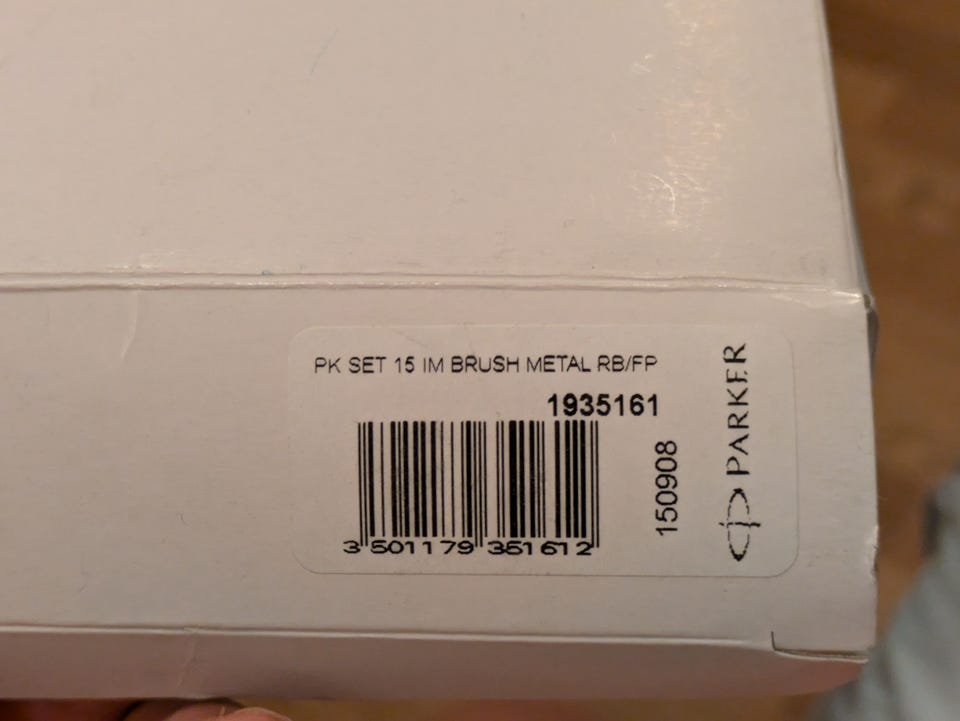 PK SET 15 IM BRUSH METAL RB/FP
1935161
3 501179 351612
150908
PARKER